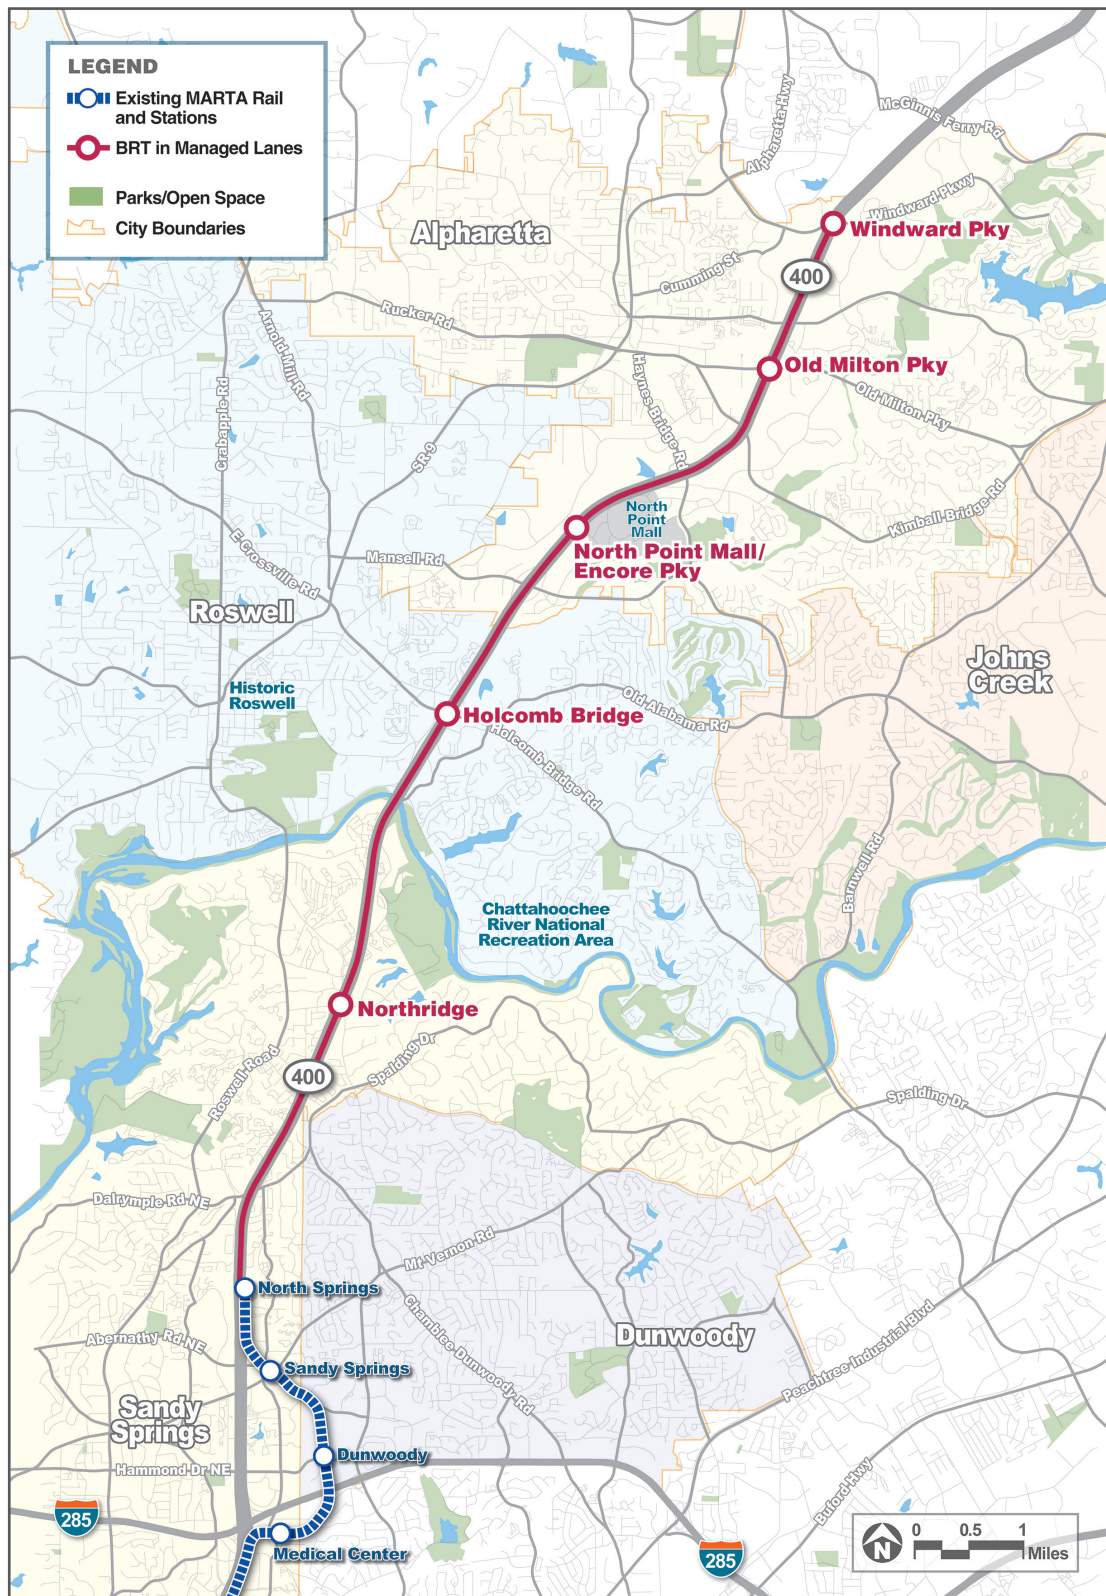 LEGEND
Existing MARTA Rail
and Stations
BRT in Managed Lanes
Parks/Open Space
City Boundaries
McGinnis Ferry Rd
Alpharetta Hwy
Windward Pkwy
Windward Pky
Alpharetta
Cumming St
400
Rucker Rd
Arnold Mill Rd
Haynes Bridge Rd
Old Milton Pky
Old Milton Pky
Crabapple Rd
SR 9
North
Point
Mall
Kimball Bridge Rd
E Crossville Rd
Mansell Rd
North Point Mall/
Encore Pky
Roswell
Johns
Creek
Historic
Roswell
Old Alabama Rd
Holcomb Bridge
Holcomb Bridge Rd
Barnwell Rd
Chattahoochee
River National
Recreation Area
Northridge
Roswell Road
400
Spalding Dr
Spalding Dr
Dalrymple Rd NE
Mt Vernon Rd
North Springs
Abernathy Rd NE
Chamblee Dunwoody Rd
Dunwoody
Peachtree Industrial Blvd
Sandy Springs
Sandy
Springs
Dunwoody
Hammond Dr NE
Buford Hwy
285
Medical Center
285
N
0 0.5 1
Miles